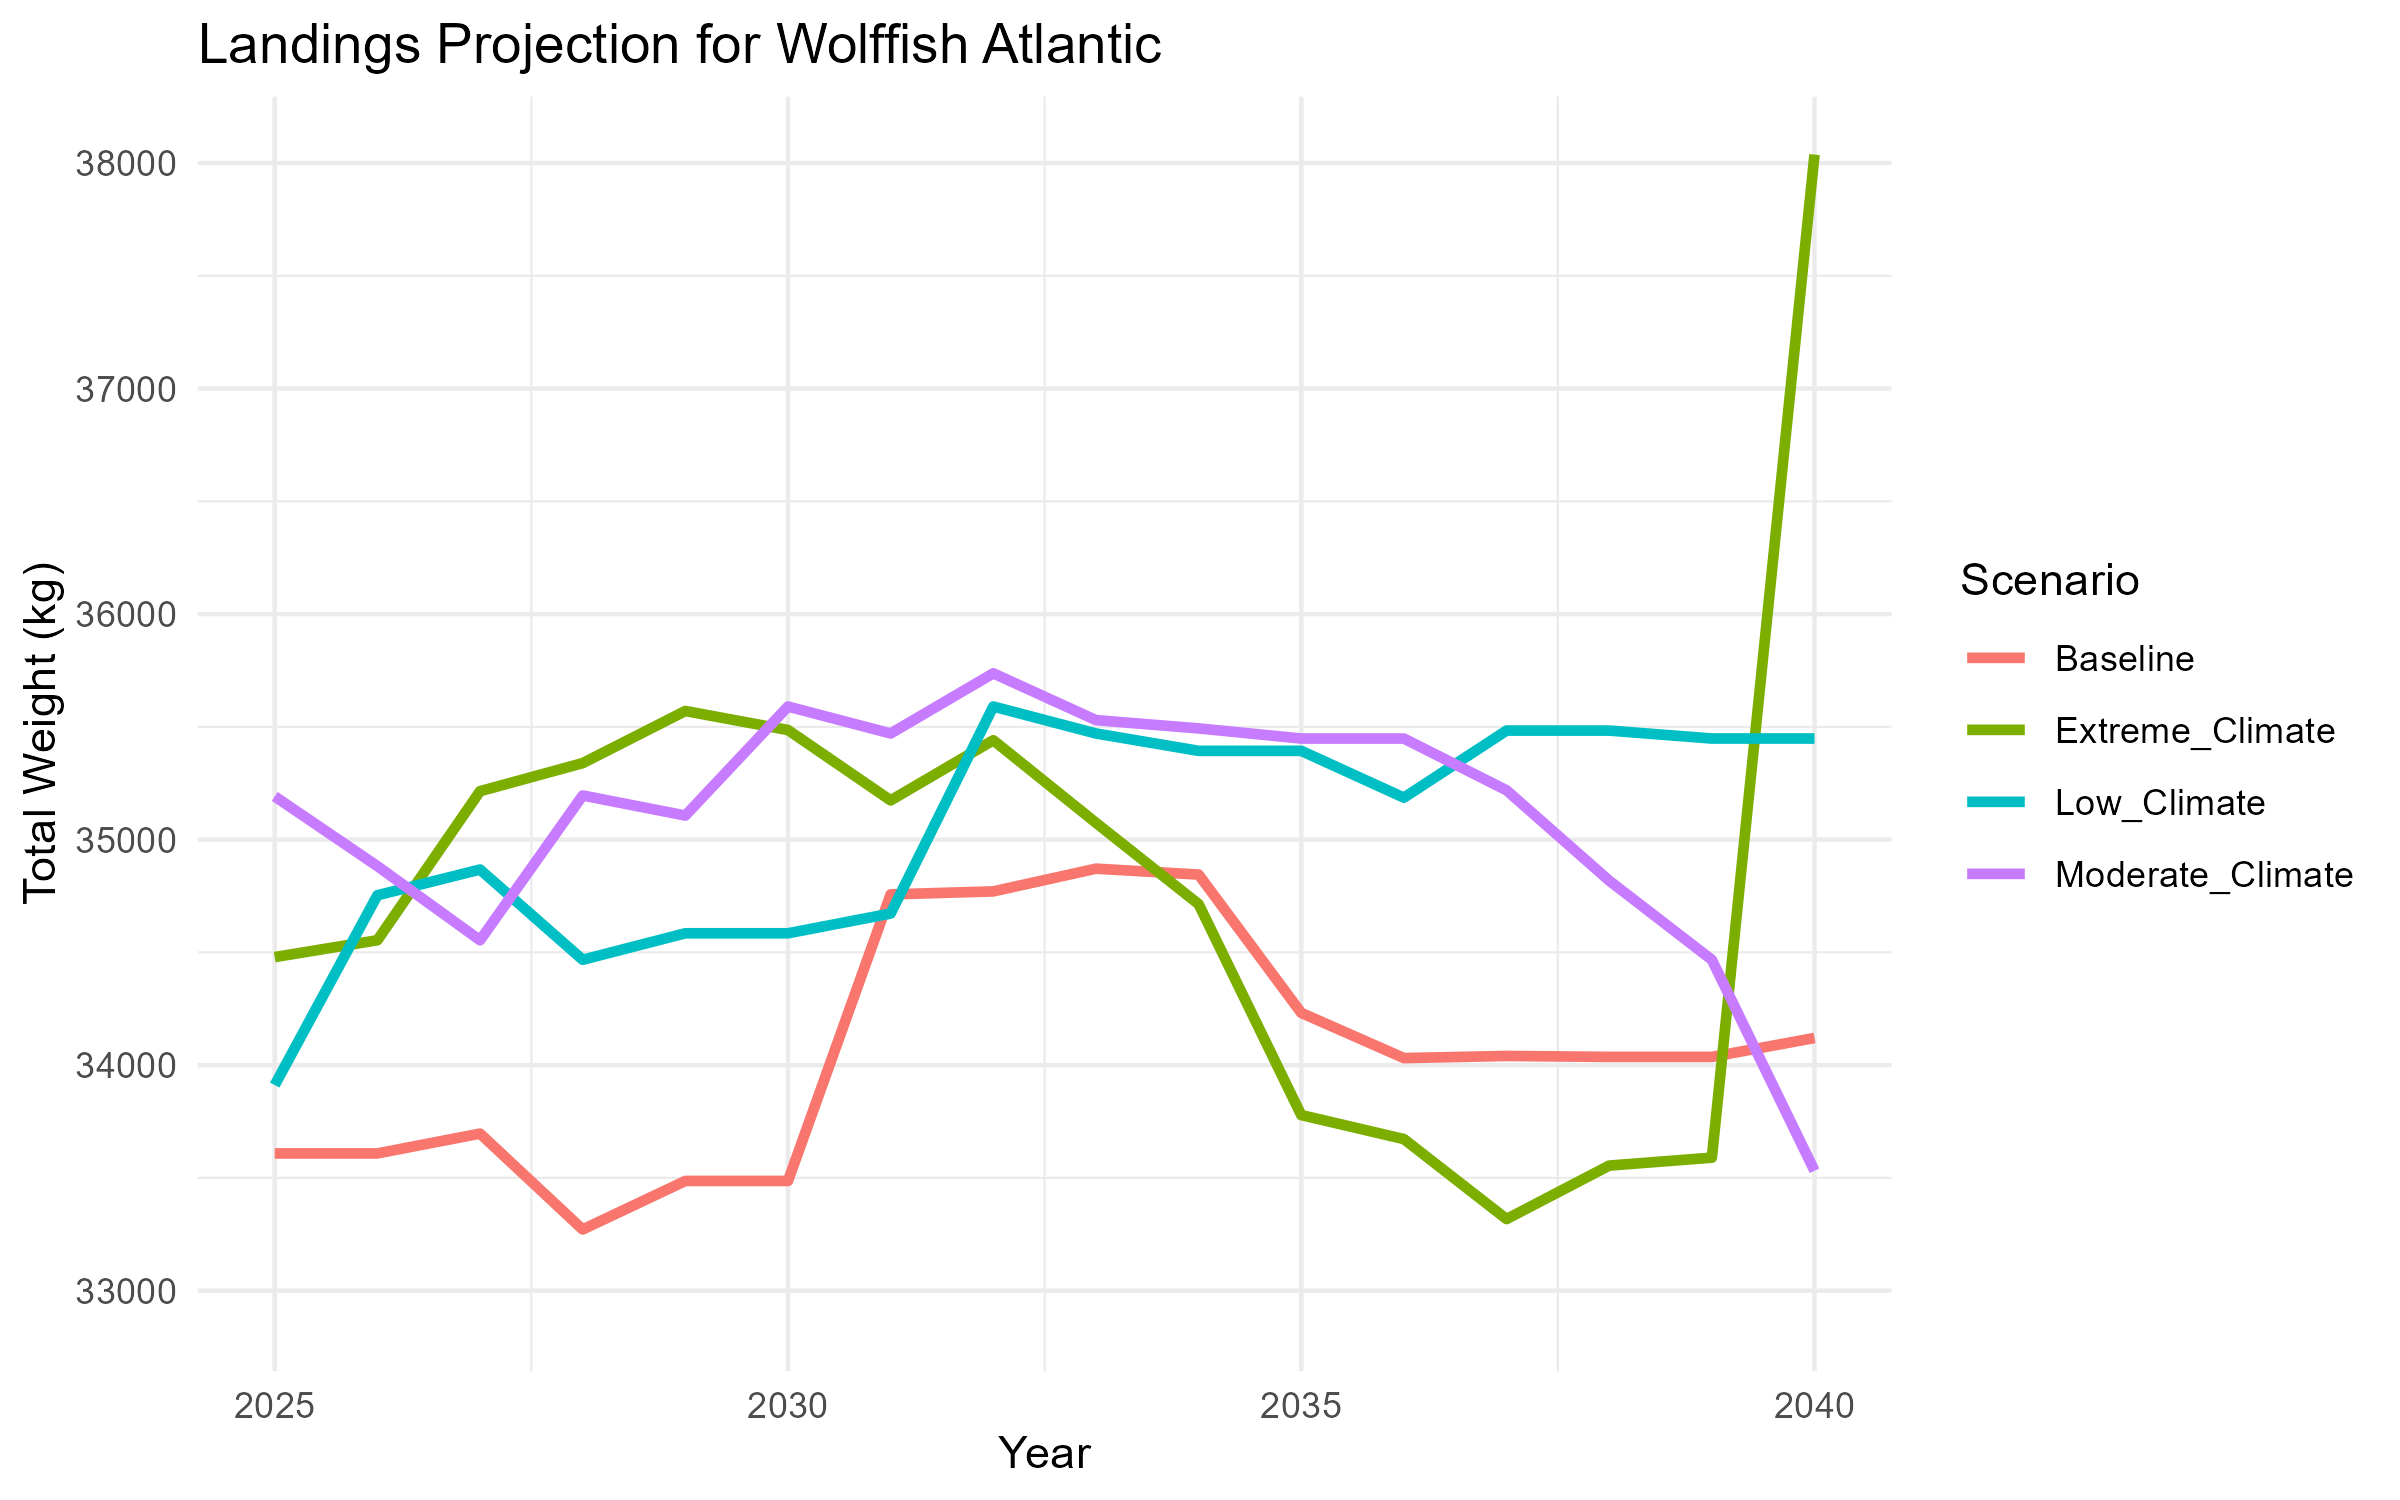 Landings Projection for Wolffish Atlantic
Total Weight (kg)
38000
37000
36000
35000
34000
33000
2025
2030
2035
2040
Year
Scenario
Baseline
Extreme_Climate
Low_Climate
Moderate_Climate